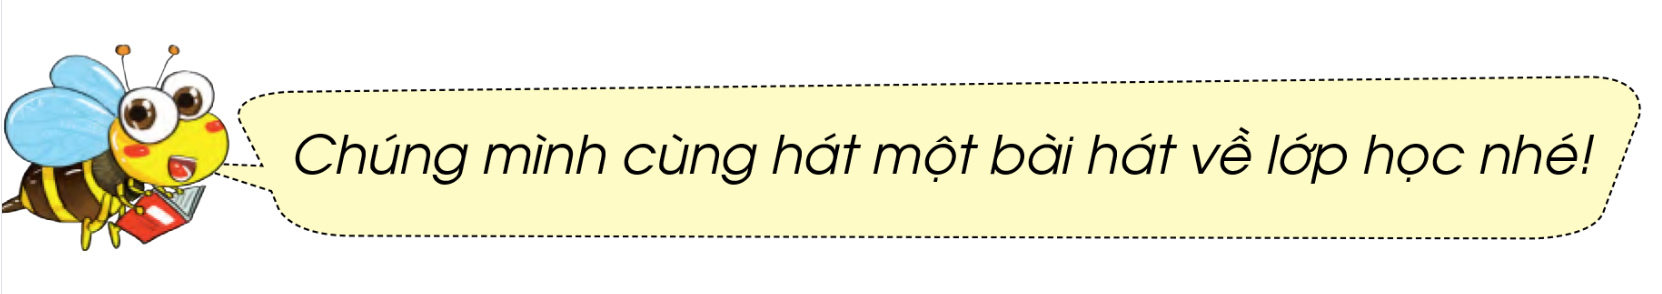 Chúng mình cùng hát một bài hát về lớp học nhé!